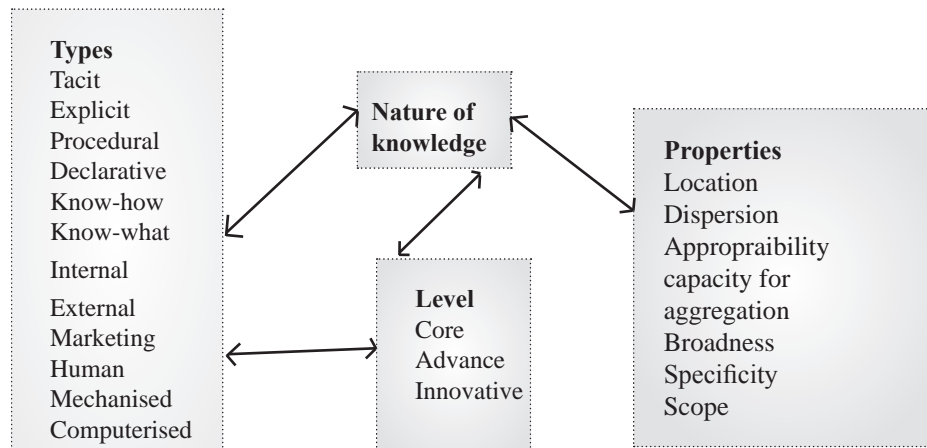 Types
Tacit
Explicit
Procedural
Declarative
Know-how
Know-what
Internal
External
Marketing
Human
Mechanised
Computerised
Nature of
knowledge
Level
Core
Advance
Innovative
Properties
Location
Dispersion
Appropraibility
capacity for
aggregation
Broadness
Specificity
Scope